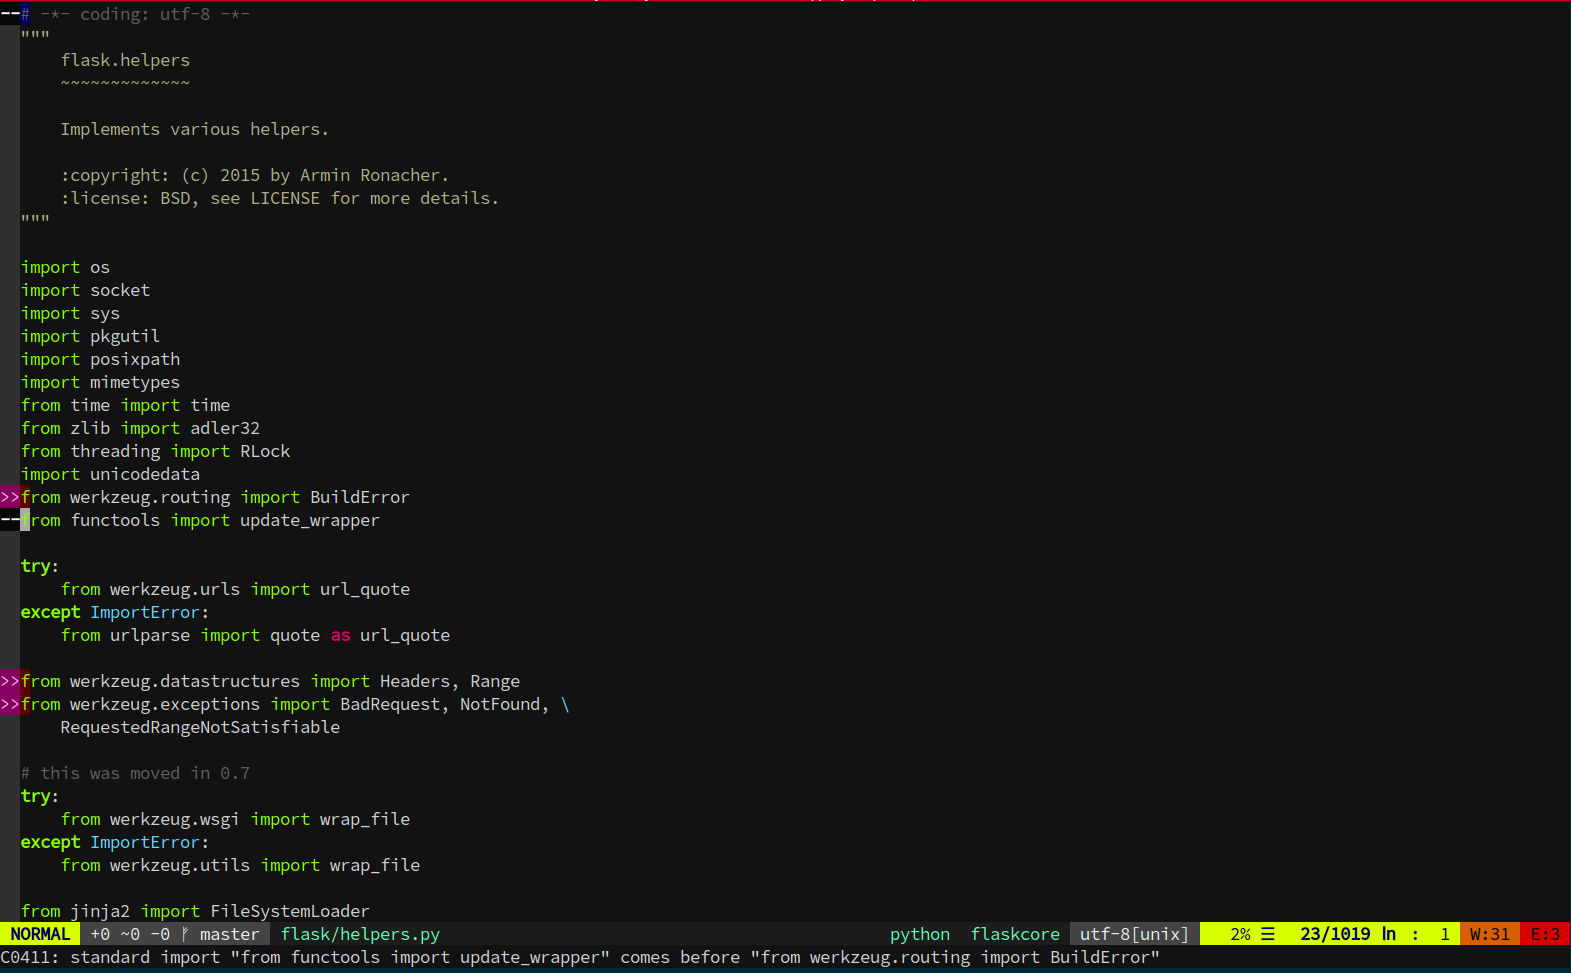 --# -*- coding: utf-8 -*-
"""
    flask.helpers
    ~~~~~~~~~~~~~

    Implements various helpers.

    :copyright: (c) 2015 by Armin Ronacher.
    :license: BSD, see LICENSE for more details.
"""

import os
import socket
import sys
import pkgutil
import posixpath
import mimetypes
from time import time
from zlib import adler32
from threading import RLock
import unicodedata
>>from werkzeug.routing import BuildError
--from functools import update_wrapper

try:
    from werkzeug.urls import url_quote
except ImportError:
    from urlparse import quote as url_quote

>>from werkzeug.datastructures import Headers, Range
>>from werkzeug.exceptions import BadRequest, NotFound, \
    RequestedRangeNotSatisfiable

# this was moved in 0.7
try:
    from werkzeug.wsgi import wrap_file
except ImportError:
    from werkzeug.utils import wrap_file

from jinja2 import FileSystemLoader
NORMAL +0 ~0 -0 ᚠ master flask/helpers.py python flaskcore utf-8[unix] 2% ☰ 23/1019 ln : 1 W:31 E:3
C0411: standard import "from functools import update_wrapper" comes before "from werkzeug.routing import BuildError"